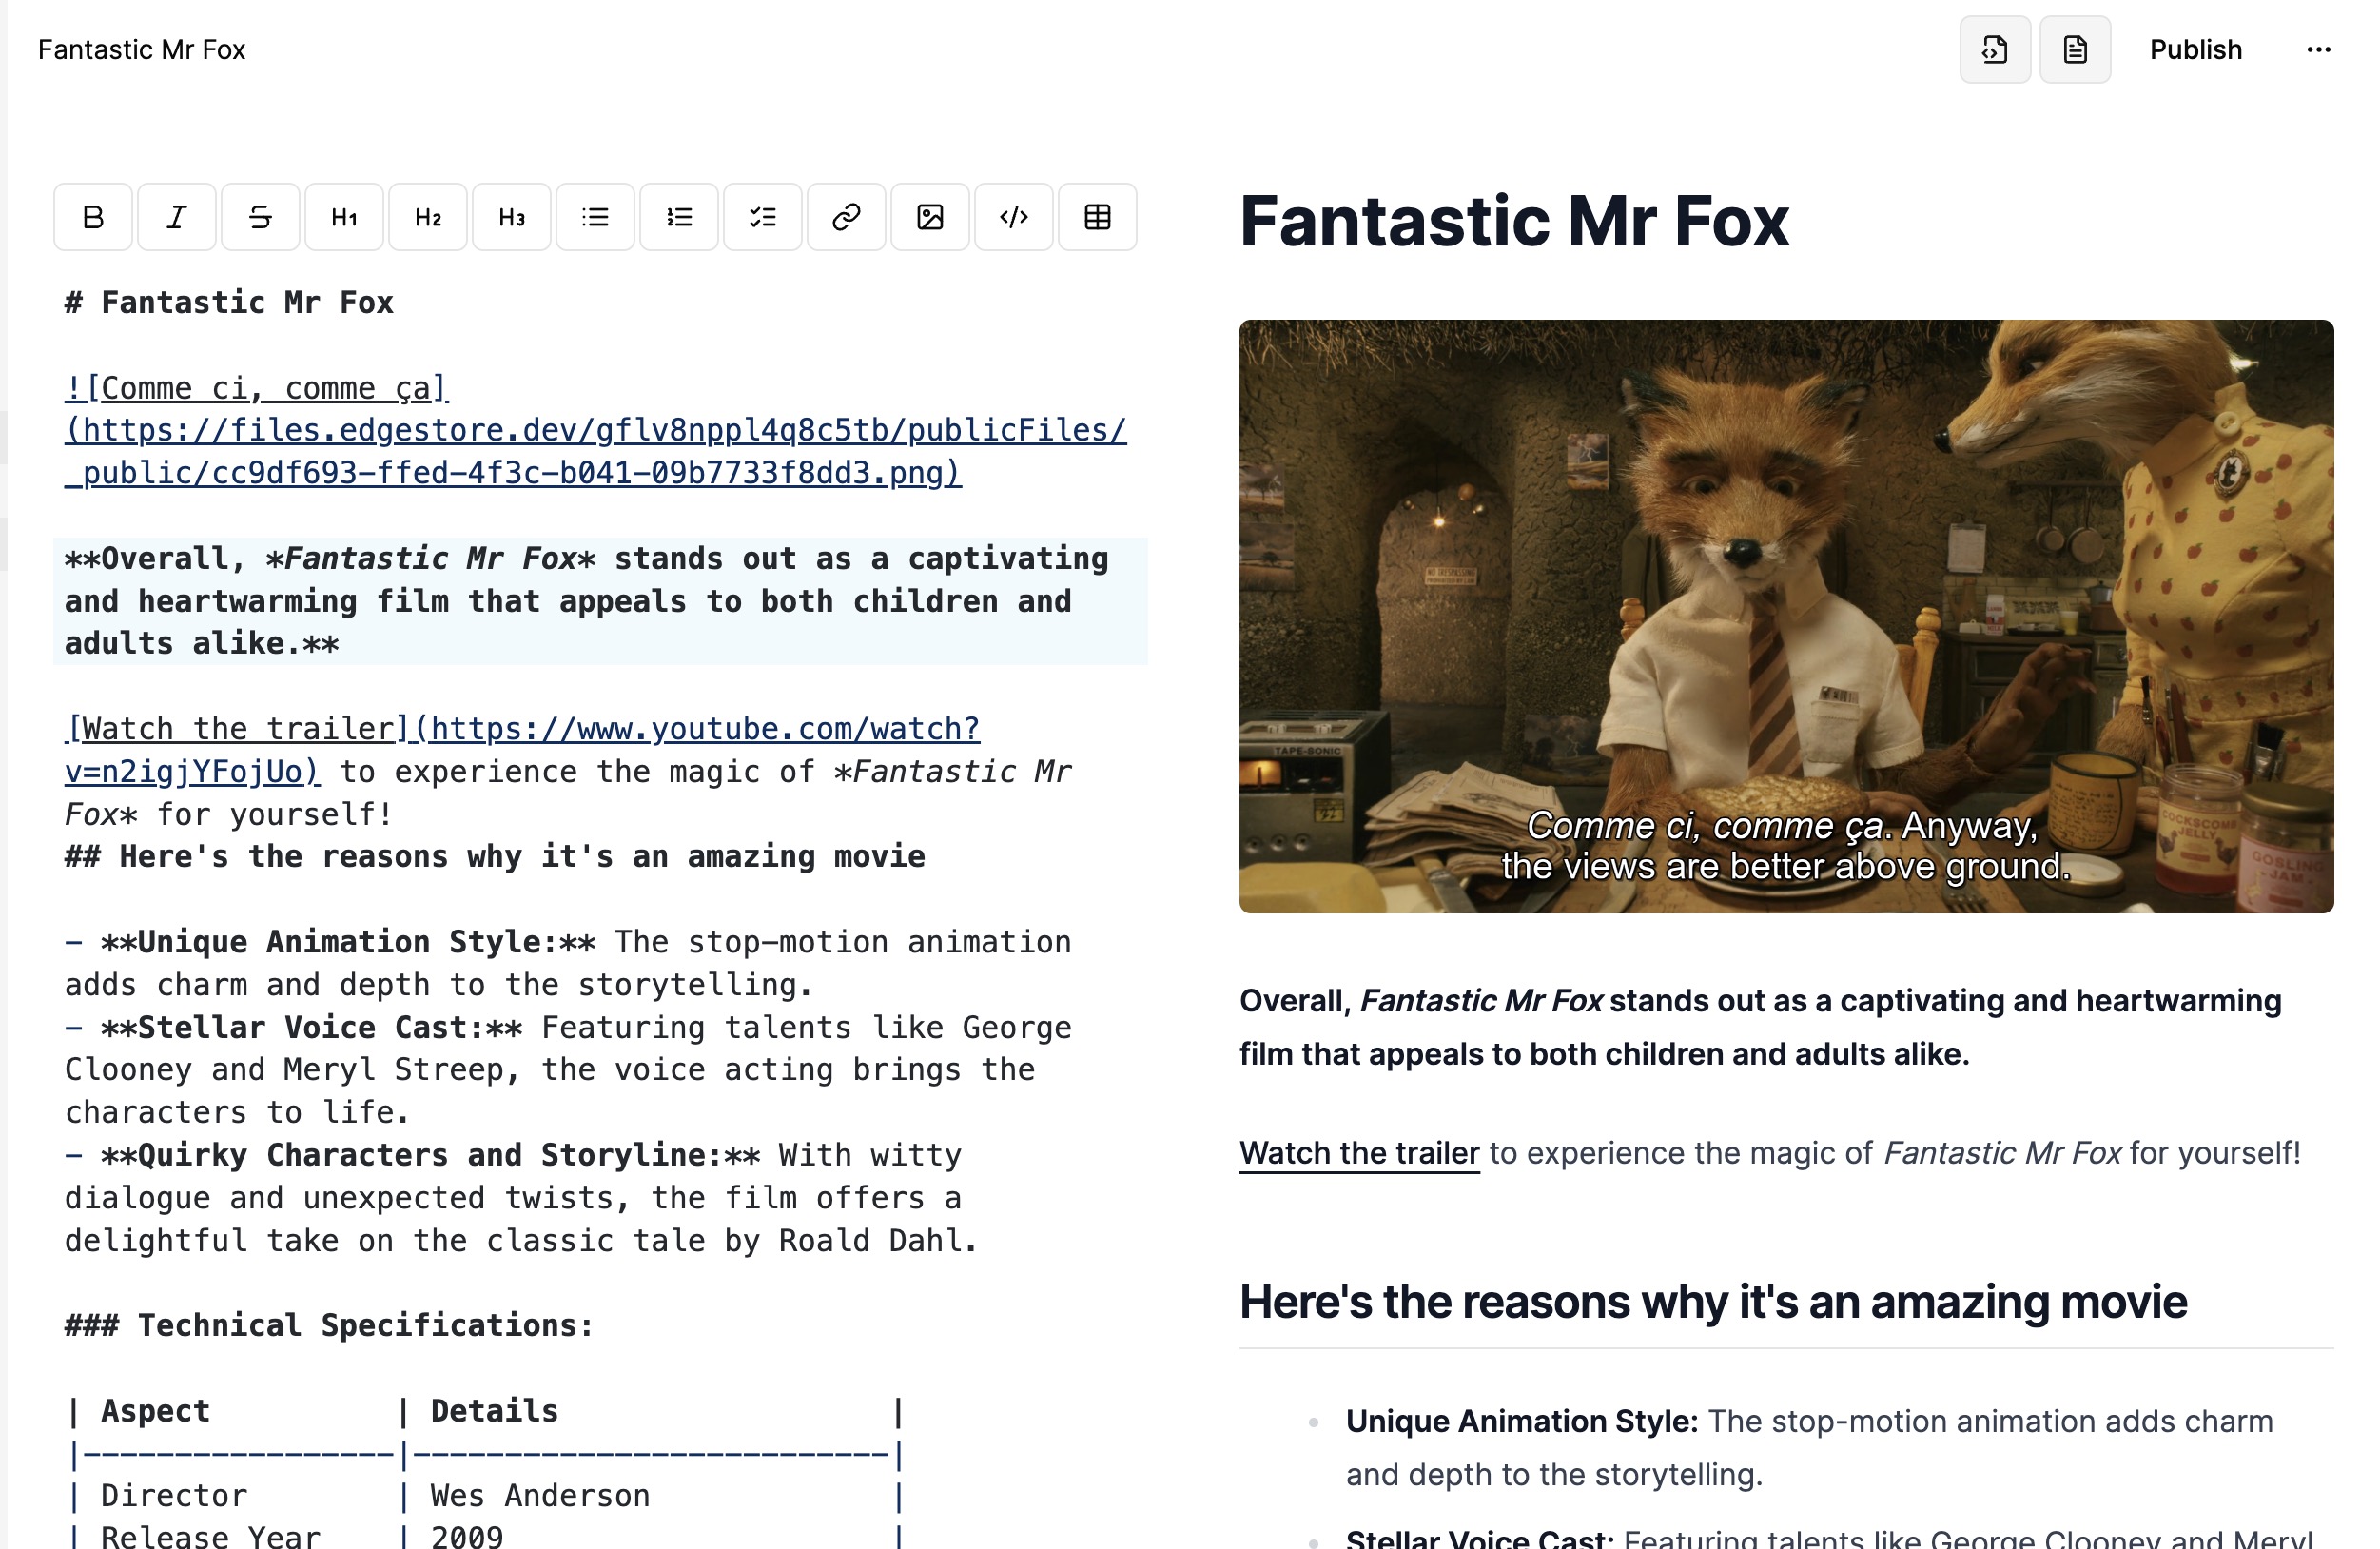 Fantastic Mr Fox
Publish
H1
H2
H3
# Fantastic Mr Fox
![Comme ci, comme ça]
(https://files.edgestore.dev/gflv8nppl4q8c5tb/publicFiles/
_public/cc9df693-ffed-4f3c-b041-09b7733f8dd3.png)
**Overall, *Fantastic Mr Fox* stands out as a captivating
and heartwarming film that appeals to both children and
adults alike.**
[Watch the trailer](https://www.youtube.com/watch?
v=n2igjYFojUo) to experience the magic of *Fantastic Mr
Fox* for yourself!
## Here's the reasons why it's an amazing movie
- **Unique Animation Style:** The stop-motion animation
adds charm and depth to the storytelling.
- **Stellar Voice Cast:** Featuring talents like George
Clooney and Meryl Streep, the voice acting brings the
characters to life.
- **Quirky Characters and Storyline:** With witty
dialogue and unexpected twists, the film offers a
delightful take on the classic tale by Roald Dahl.
### Technical Specifications:
| Aspect | Details |
|-----------------|--------------------------|
| Director | Wes Anderson |
| Release Year | 2009 |
Fantastic Mr Fox
NO TRESPASSING
TAPE-SONIC
COCKSCOMB
JELLY
GOSLING
JAM
Comme ci, comme ça. Anyway,
the views are better above ground.
Overall, Fantastic Mr Fox stands out as a captivating and heartwarming
film that appeals to both children and adults alike.
Watch the trailer to experience the magic of Fantastic Mr Fox for yourself!
Here's the reasons why it's an amazing movie
Unique Animation Style: The stop-motion animation adds charm
and depth to the storytelling.
Stellar Voice Cast: Featuring talents like George Clooney and Meryl